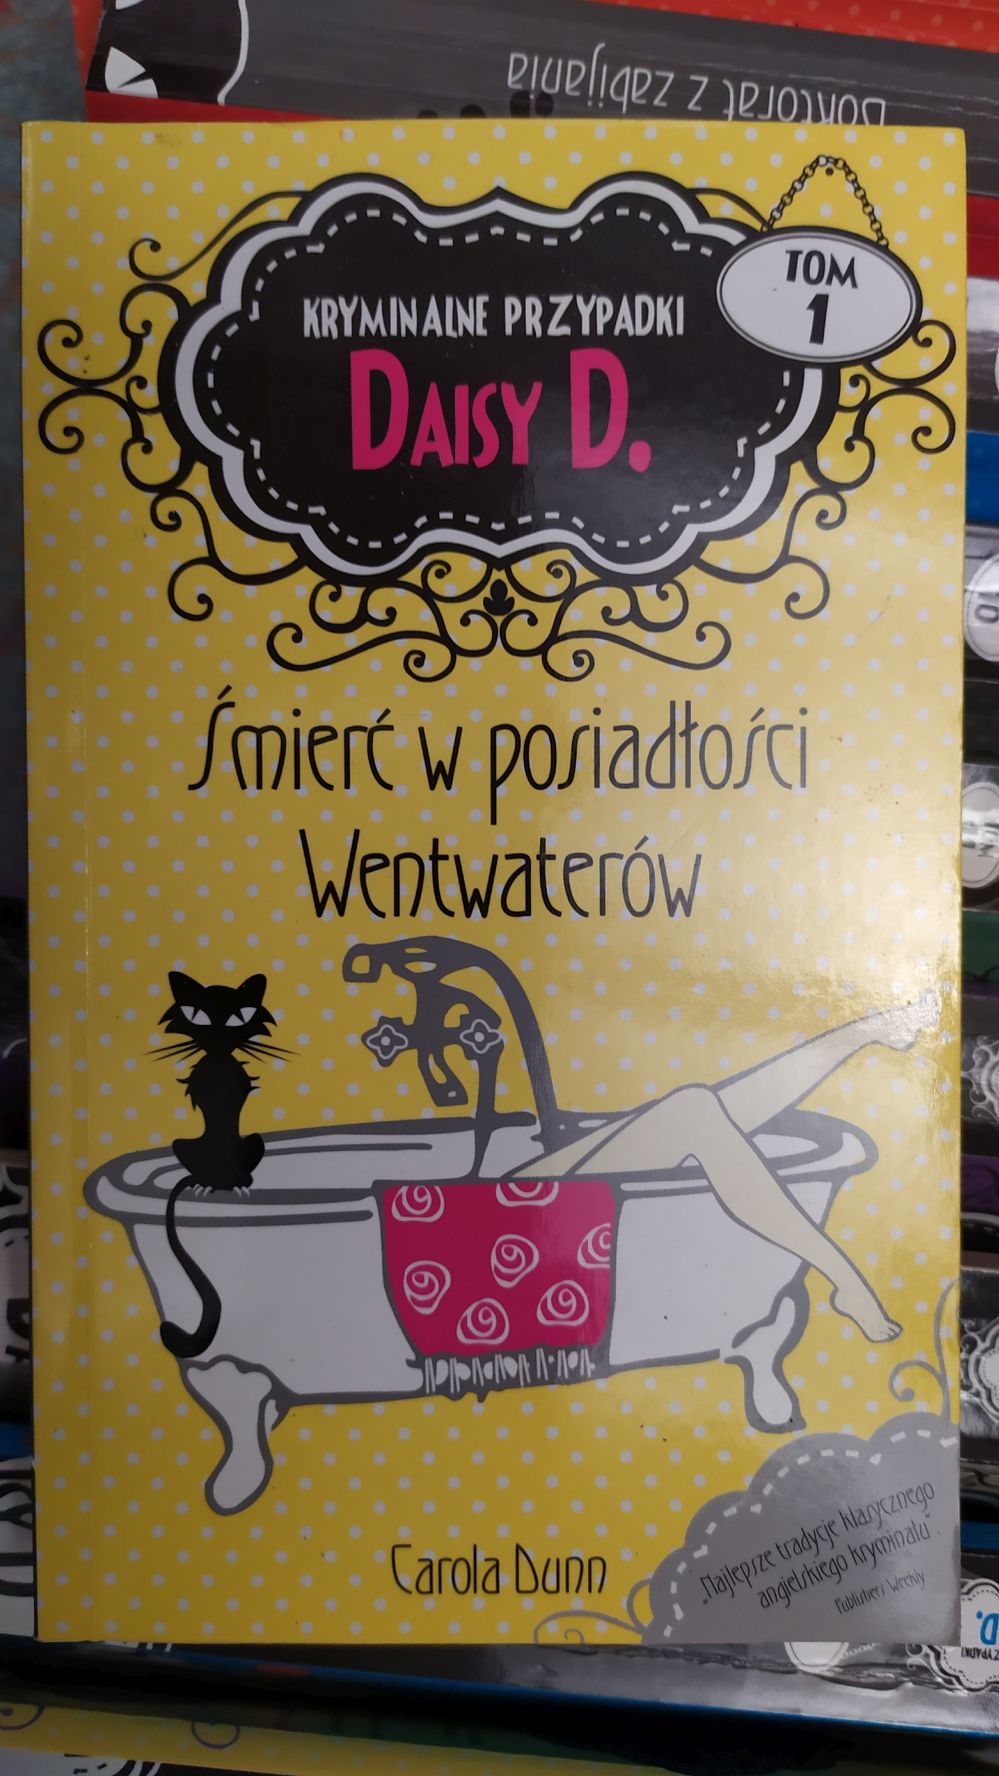 Doktorat z zabijania
KRYMINALNE PRZYPADKI
DAISY D.
TOM
1
Śmierć w posiadłości
Wentwaterów
Carola Dunn
„Najlepsze tradycje klasycznego
angielskiego kryminału”.
Publishers Weekly
D.